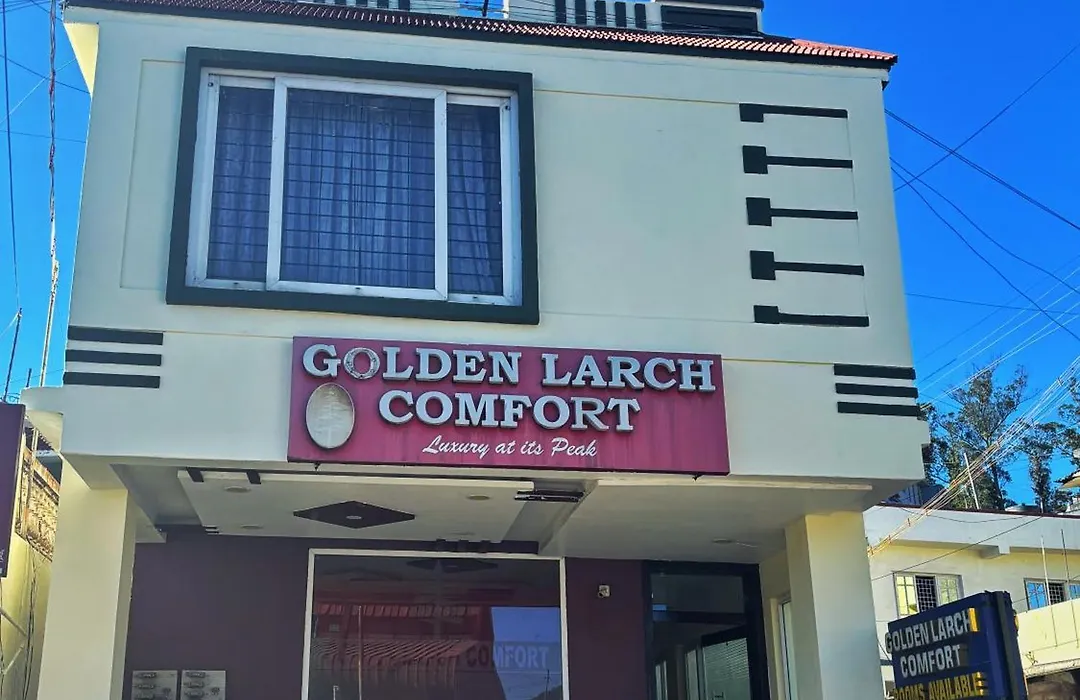 GOLDEN LARCH
COMFORT
Luxury at its Peak
COMFORT
GOLDEN LARCH
COMFORT
ROOMS AVAILABLE